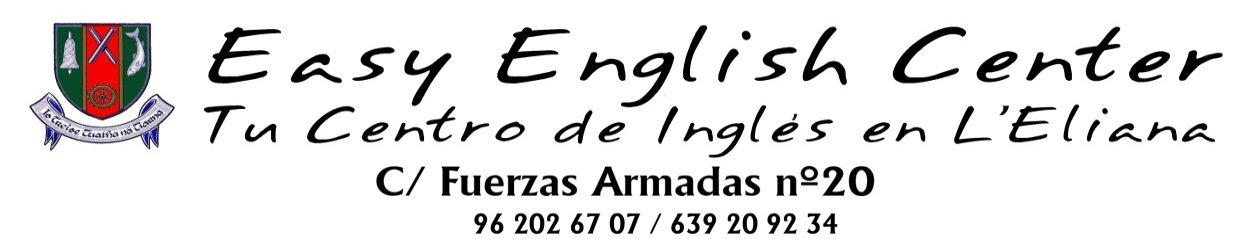 Easy English Center
Tu Centro de Inglés en L'Eliana
C/ Fuerzas Armadas nº20
96 202 67 07 / 639 20 92 34